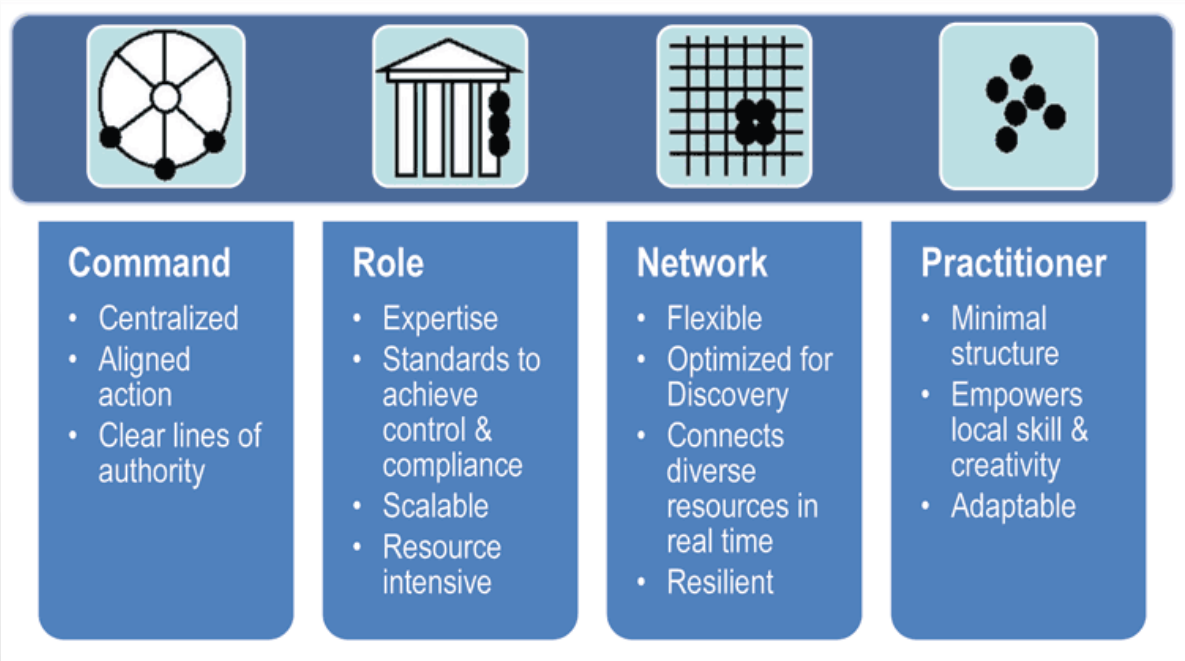 Command
• Centralized
• Aligned
action
• Clear lines of
authority
Role
• Expertise
• Standards to
achieve
control &
compliance
• Scalable
• Resource
intensive
Network
• Flexible
• Optimized for
Discovery
• Connects
diverse
resources in
real time
• Resilient
Practitioner
• Minimal
structure
• Empowers
local skill &
creativity
• Adaptable